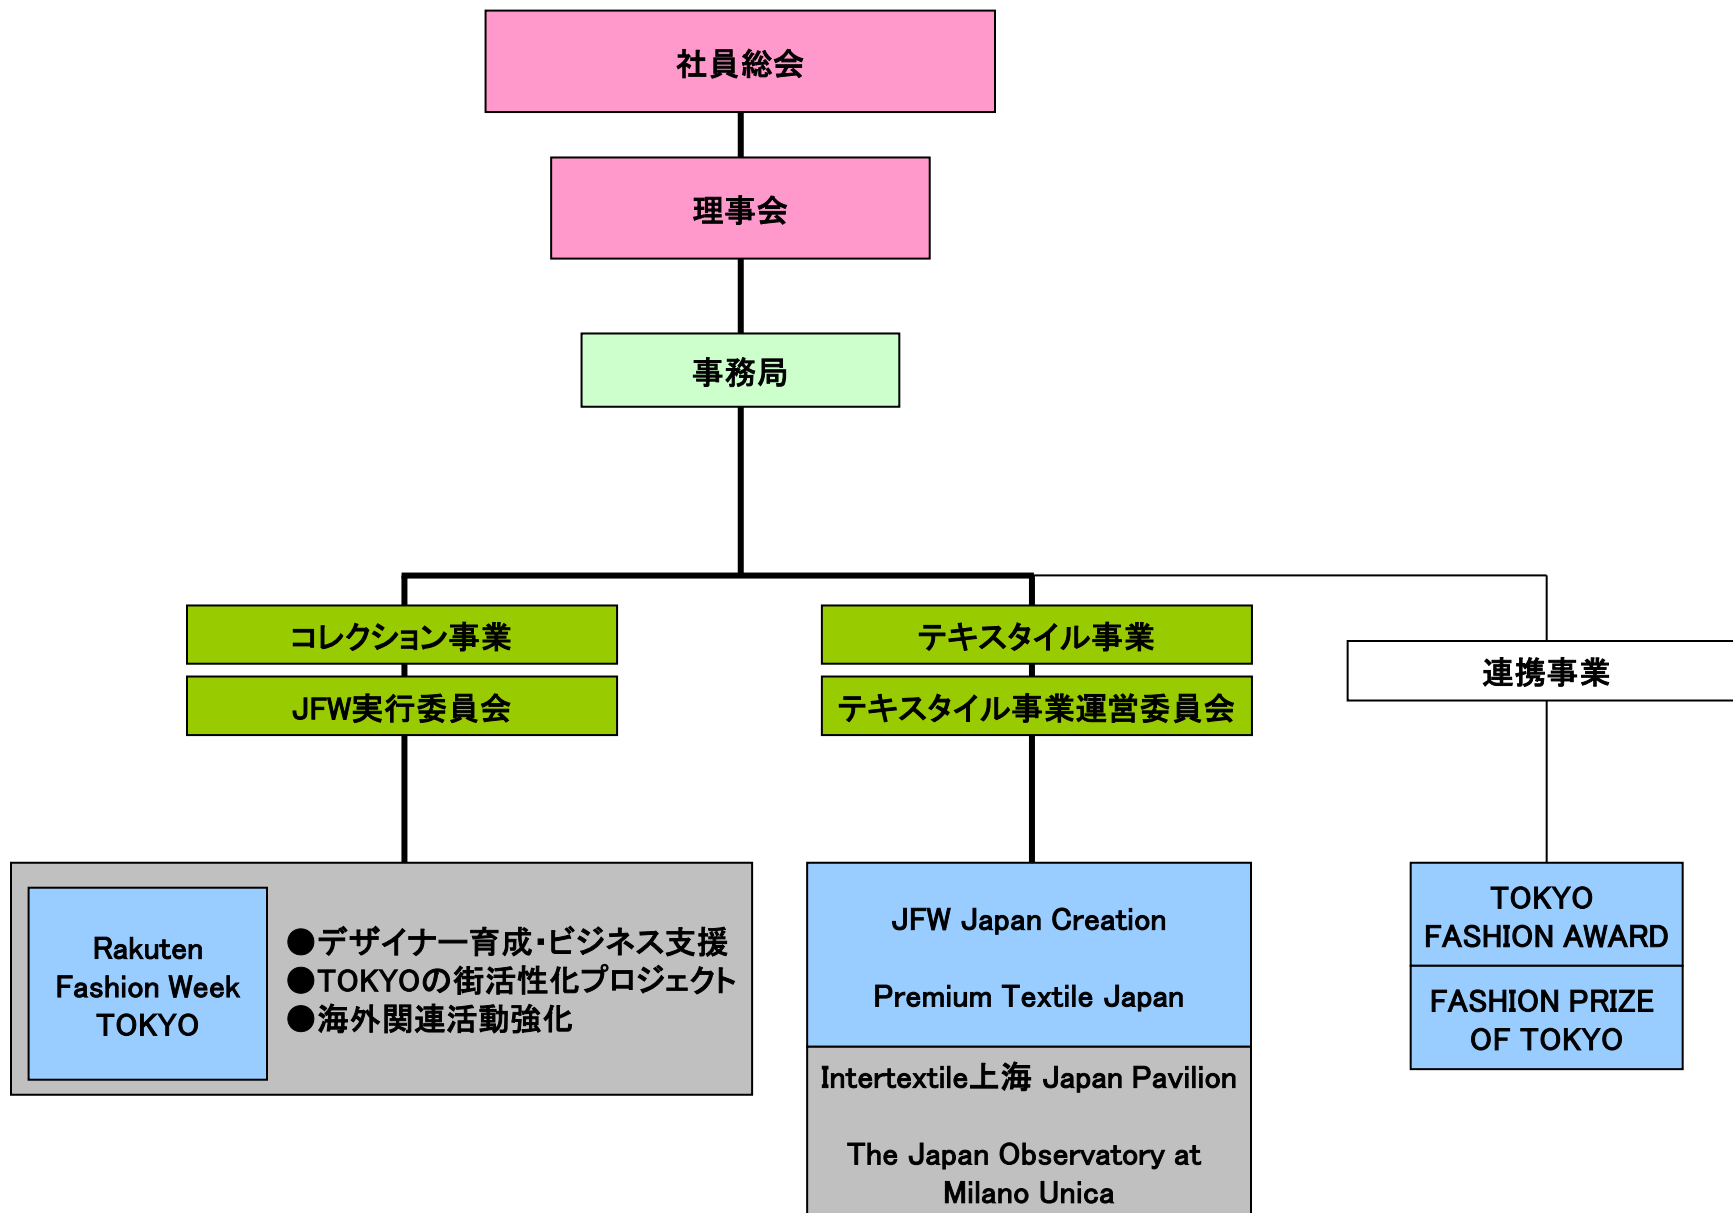 社員総会
理事会
事務局
コレクション事業
JFW実行委員会
テキスタイル事業
テキスタイル事業運営委員会
連携事業
Rakuten
Fashion Week
TOKYO
●デザイナー育成・ビジネス支援
●TOKYOの街活性化プロジェクト
●海外関連活動強化
JFW Japan Creation
Premium Textile Japan
Intertextile上海 Japan Pavilion
The Japan Observatory at
Milano Unica
TOKYO
FASHION AWARD
FASHION PRIZE
OF TOKYO